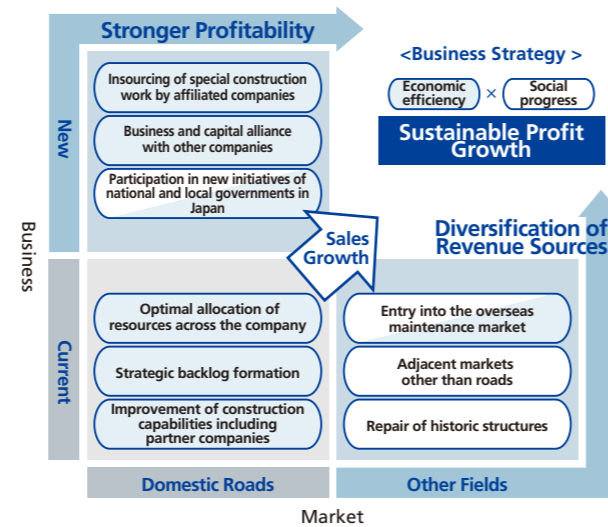 Stronger Profitability
<Business Strategy >
Economic
efficiency
×
Social
progress
Sustainable Profit
Growth
Business
New
Insourcing of special construction
work by affiliated companies
Business and capital alliance
with other companies
Participation in new initiatives of
national and local governments in
Japan
Sales
Growth
Diversification of
Revenue Sources
Current
Optimal allocation of
resources across the company
Strategic backlog formation
Improvement of construction
capabilities including
partner companies
Entry into the overseas
maintenance market
Adjacent markets
other than roads
Repair of historic structures
Domestic Roads
Other Fields
Market